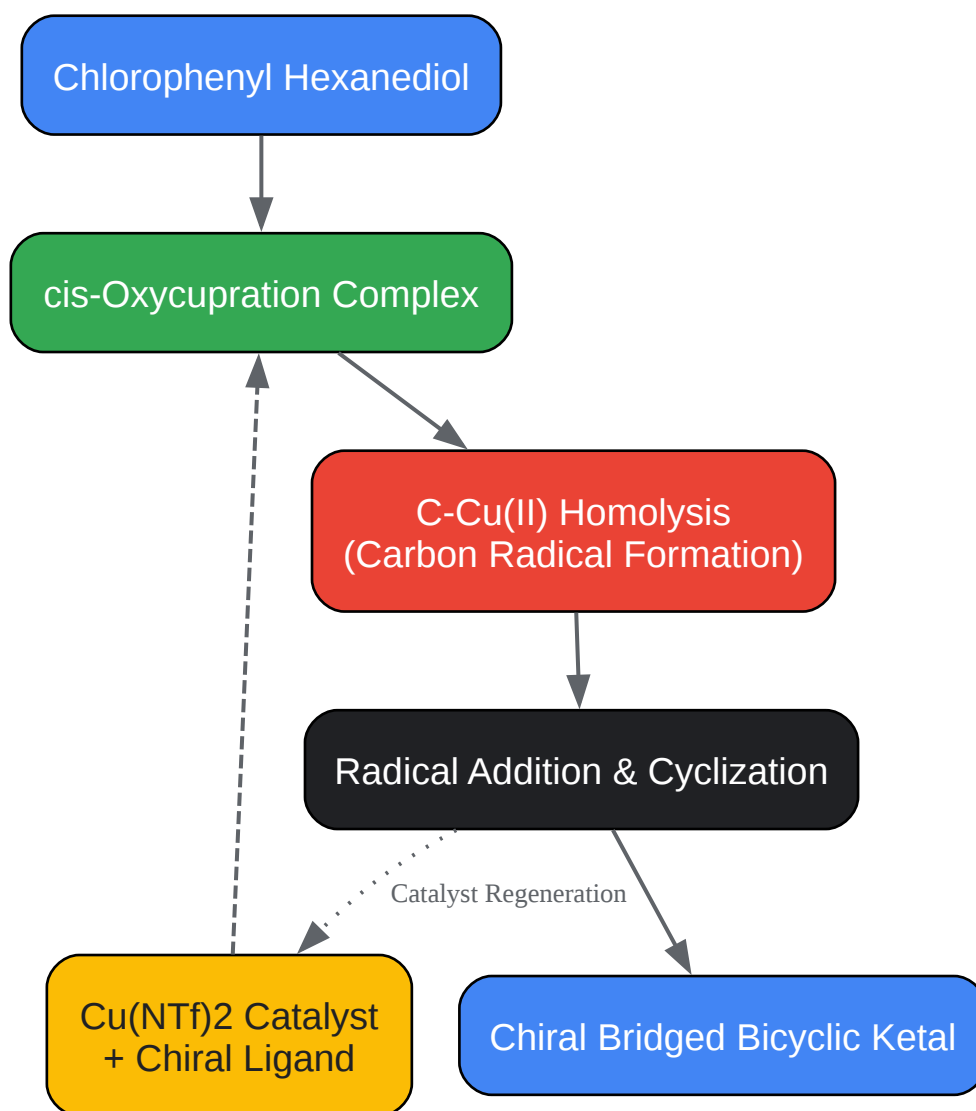 Chlorophenyl Hexanediol
cis-Oxycupration Complex
C-Cu(II) Homolysis
(Carbon Radical Formation)
Radical Addition & Cyclization
Catalyst Regeneration
Cu(NTf)2 Catalyst
+ Chiral Ligand
Chiral Bridged Bicyclic Ketal